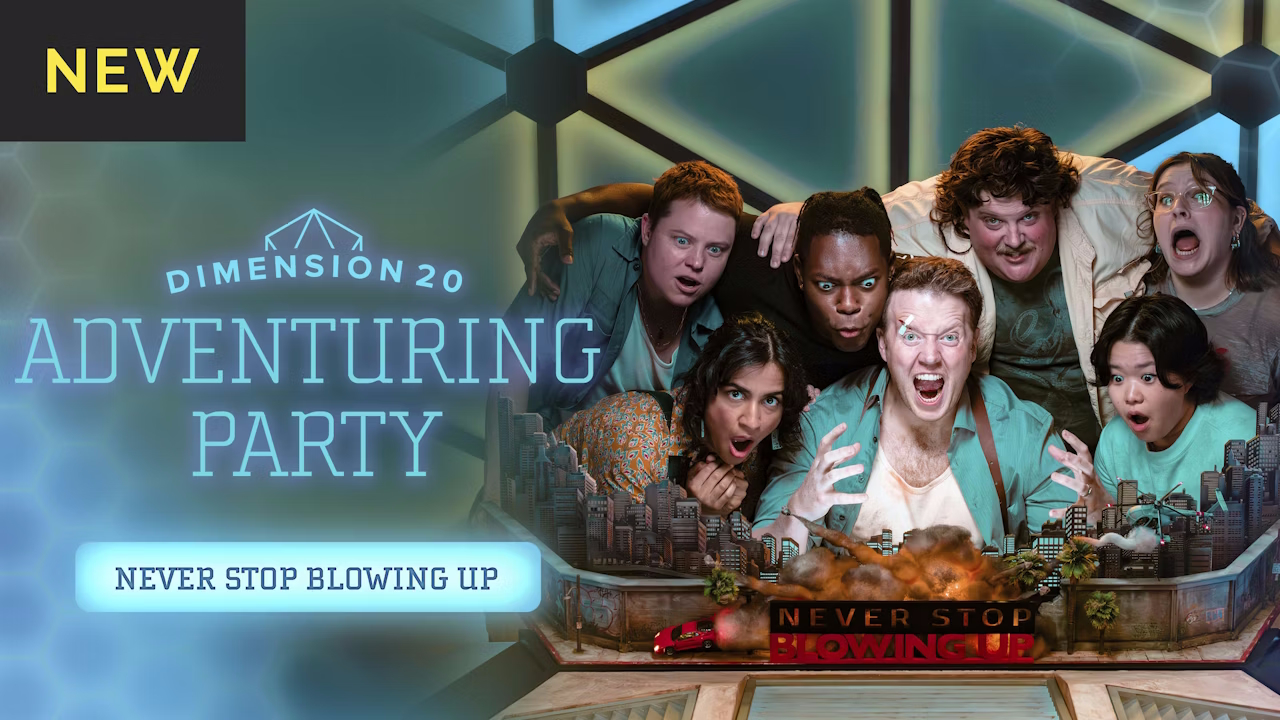 NEW
DIMENSION 20
ADVENTURING
PARTY
NEVER STOP BLOWING UP
NEVER STOP
BLOWING UP